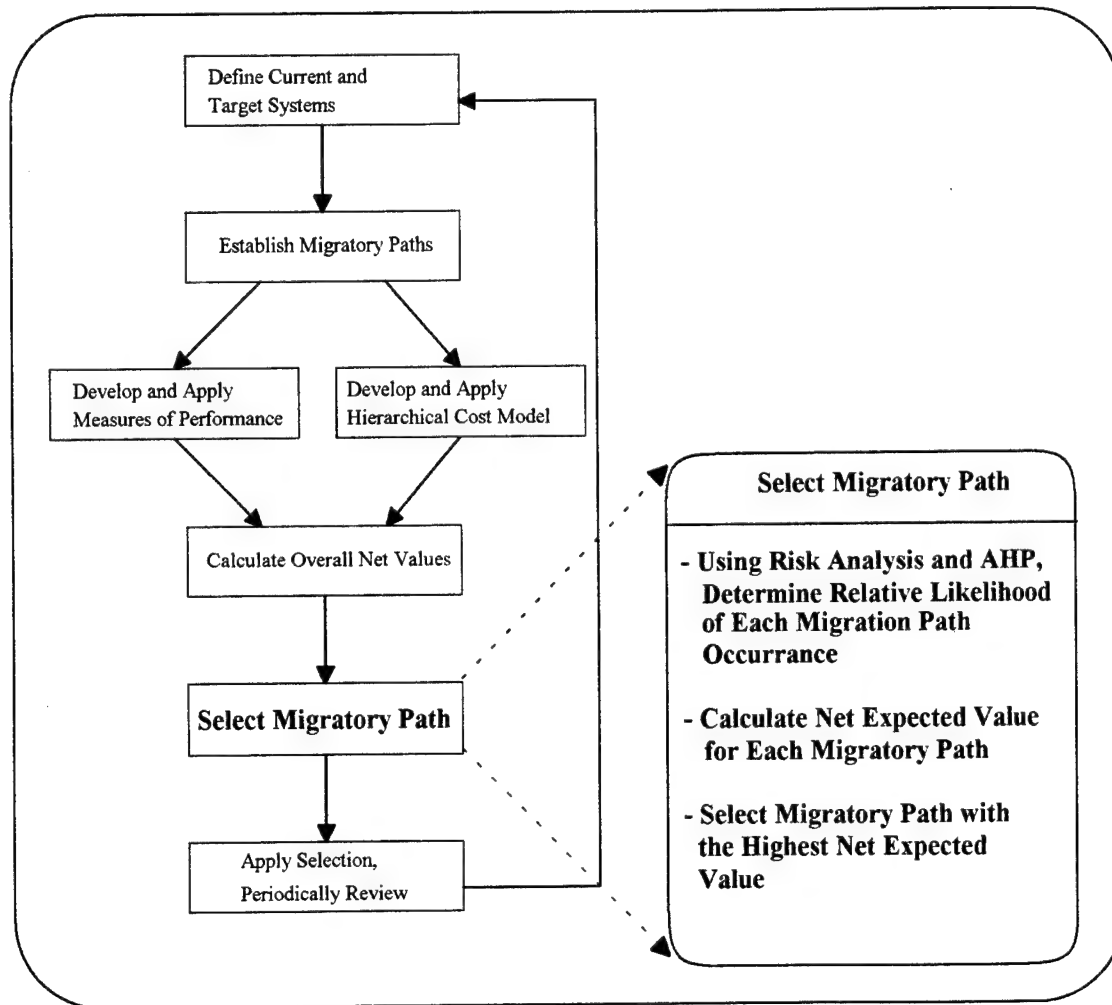 Define Current and
Target Systems
Establish Migratory Paths
Develop and Apply
Measures of Performance
Develop and Apply
Hierarchical Cost Model
Calculate Overall Net Values
Select Migratory Path
Apply Selection,
Periodically Review
Select Migratory Path
- Using Risk Analysis and AHP,
Determine Relative Likelihood
of Each Migration Path
Occurrance
- Calculate Net Expected Value
for Each Migratory Path
- Select Migratory Path with
the Highest Net Expected
Value